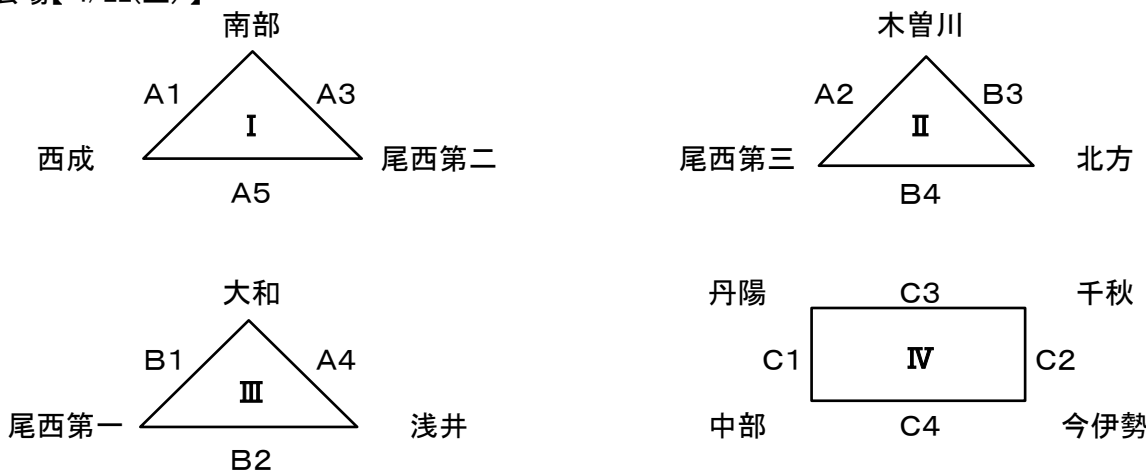 南部
A1 A3
Ⅰ
西成 尾西第二
A5
木曽川
A2 B3
Ⅱ
尾西第三 北方
B4
大和
B1 A4
Ⅲ
尾西第一 浅井
B2
丹陽 C3 千秋
C1 Ⅳ C2
中部 C4 今伊勢